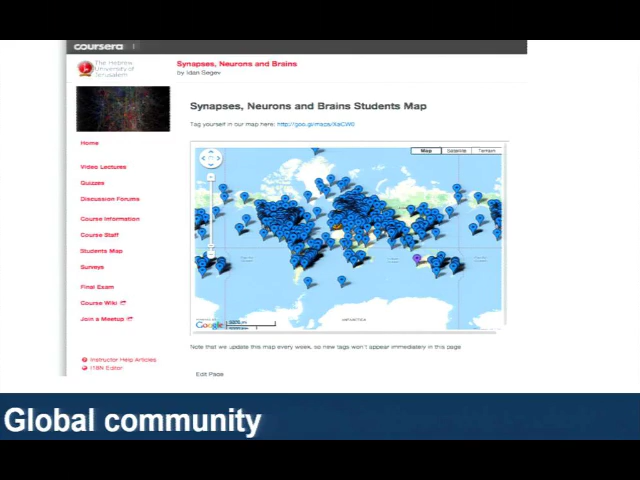 coursera
The Hebrew
University of
Jerusalem
Synapses, Neurons and Brains
by Idan Segev
Synapses, Neurons and Brains Students Map
Tag yourself in our map here:
Home
Video Lectures
Quizzes
Discussion Forums
Course Information
Course Staff
Students Map
Surveys
Final Exam
Course Wiki
Join a Meetup
Instructor Help Articles
I18N Editor
Map
Satellite
Terrain
Google
ANTARCTICA
Note that we update this map every week, so new tags won't appear immediately in this page
Edit Page
Global community